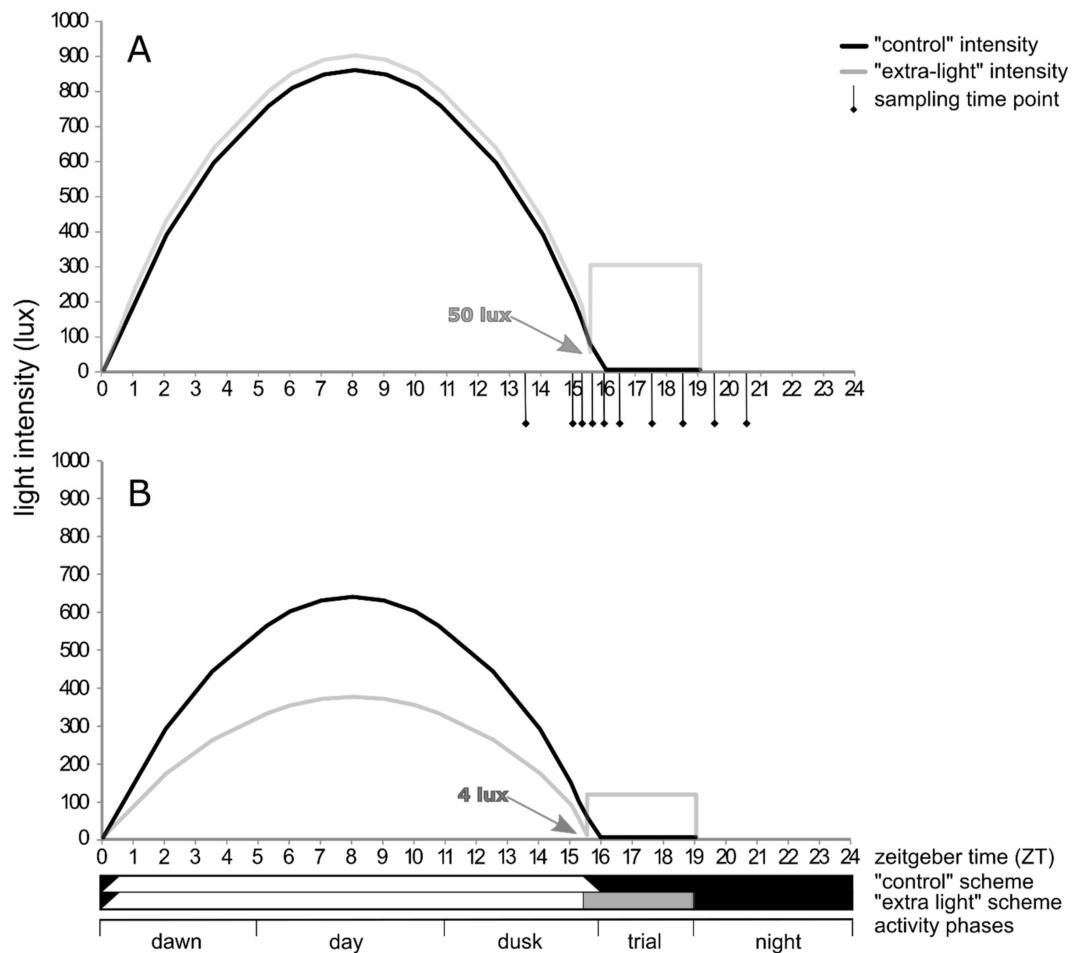 1000
900
800
700
600
500
400
300
200
100
0
A
"control" intensity
"extra-light" intensity
sampling time point
50 lux
0 1 2 3 4 5 6 7 8 9 10 11 12 13 14 15 16 17 18 19 20 21 22 23 24
light intensity (lux)
1000
900
800
700
600
500
400
300
200
100
0
B
4 lux
0 1 2 3 4 5 6 7 8 9 10 11 12 13 14 15 16 17 18 19 20 21 22 23 24
zeitgeber time (ZT)
"control" scheme
"extra light" scheme
activity phases
dawn day dusk trial night